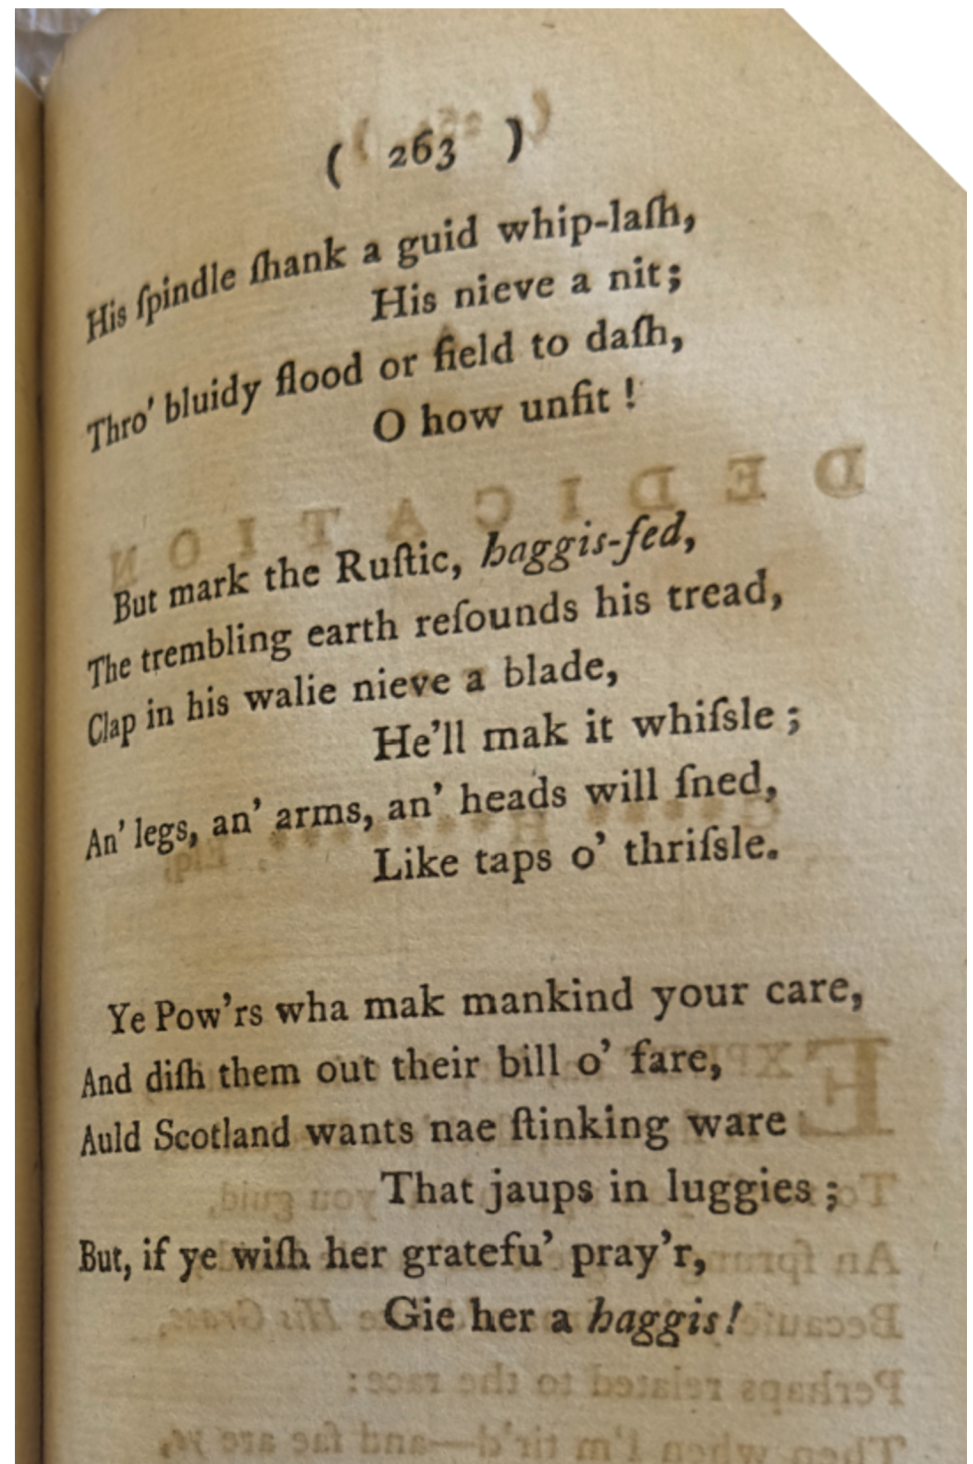 ( 263 )
His ſpindle ſhank a guid whip-laſh,
His nieve a nit;
Thro' bluidy flood or field to daſh,
O how unfit !
But mark the Ruſtic, haggis-fed,
The trembling earth reſounds his tread,
Clap in his walie nieve a blade,
He'll mak it whiſsle ;
An' legs, an' arms, an' heads will ſned,
Like taps o' thriſsle.
Ye Pow'rs wha mak mankind your care,
And diſh them out their bill o' fare,
Auld Scotland wants nae ſtinking ware
That jaups in luggies ;
But, if ye wiſh her gratefu' pray'r,
Gie her a haggis!